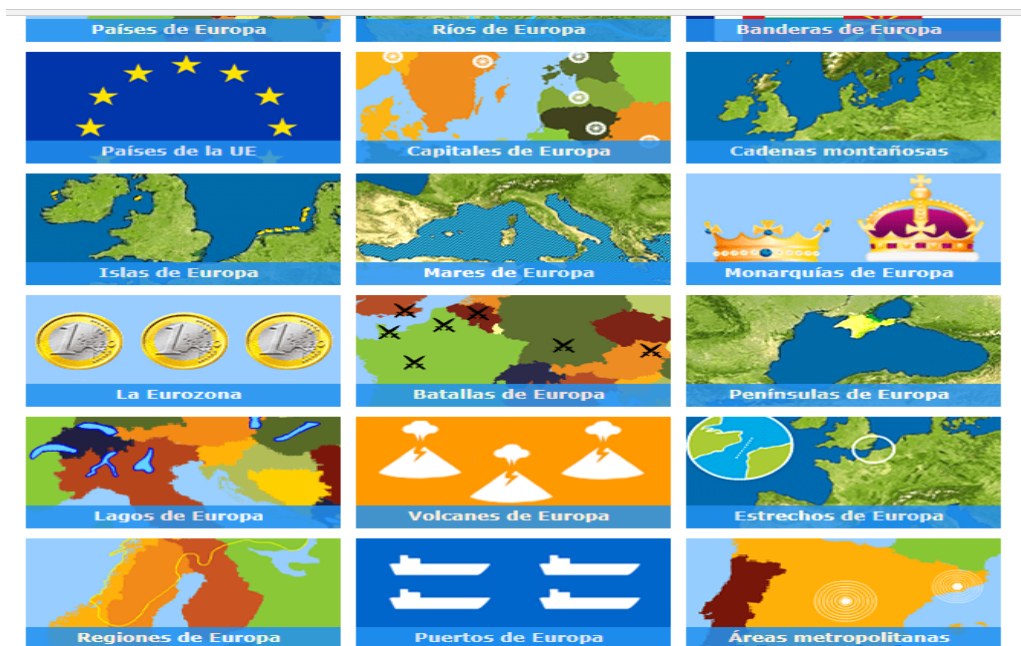 Países de Europa
Ríos de Europa
Banderas de Europa
Países de la UE
Capitales de Europa
Cadenas montañosas
Islas de Europa
Mares de Europa
Monarquías de Europa
La Eurozona
Batallas de Europa
Penínsulas de Europa
Lagos de Europa
Volcanes de Europa
Estrechos de Europa
Regiones de Europa
Puertos de Europa
Áreas metropolitanas